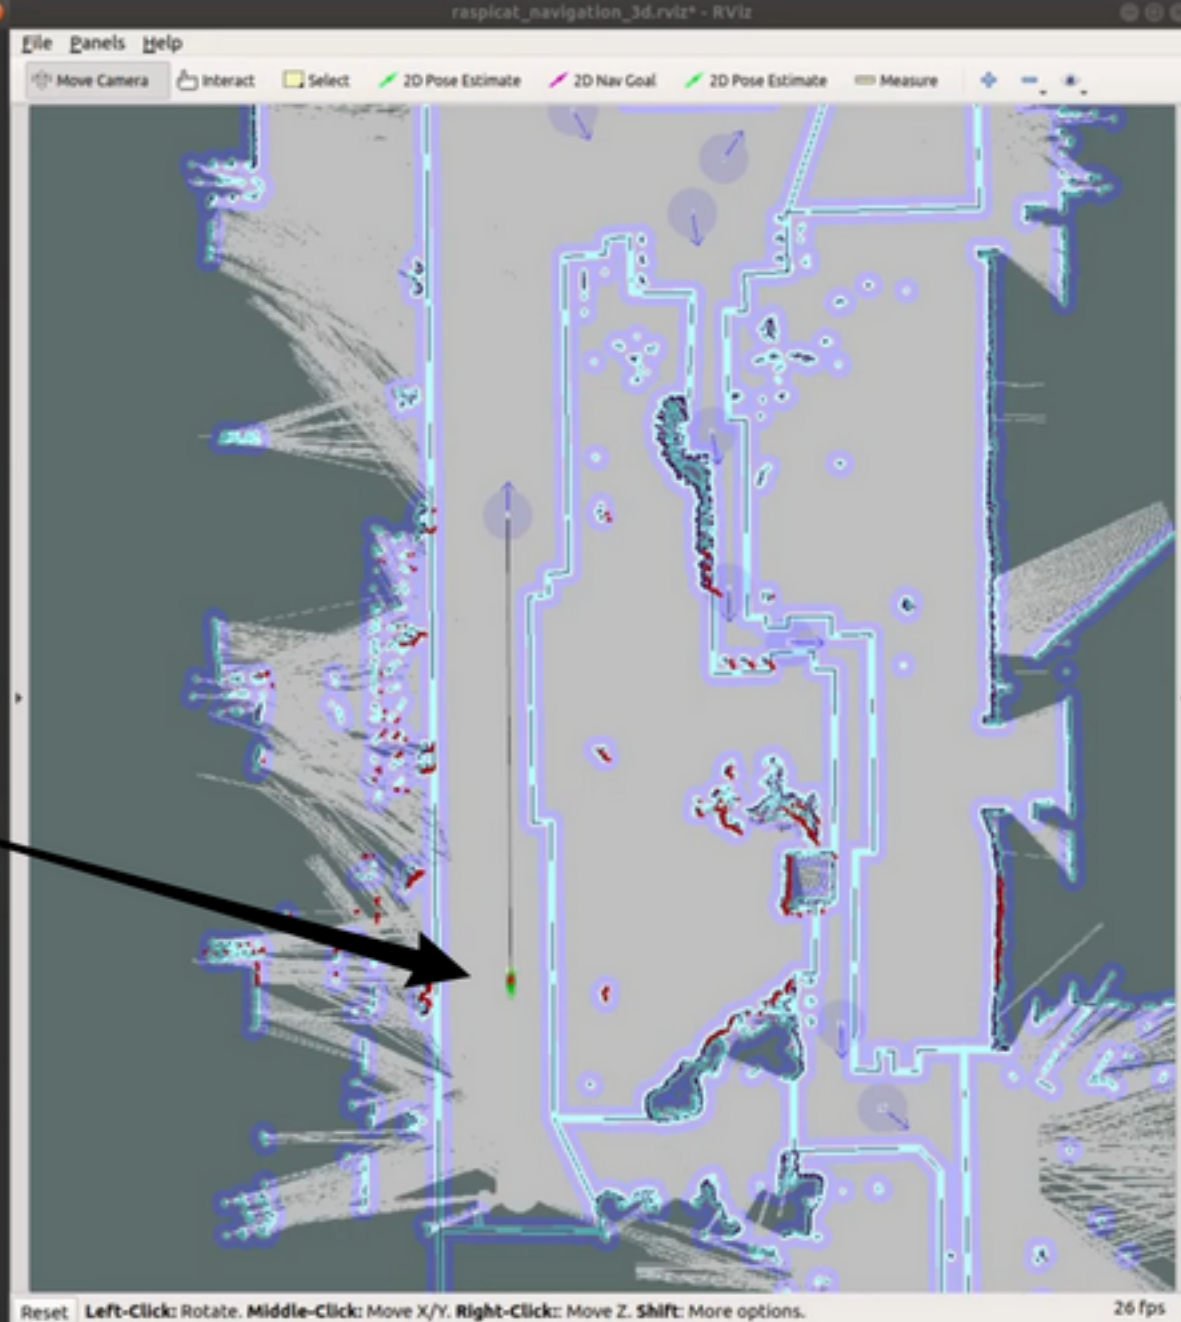 raspicat_navigation_3d.rviz* - RViz
File Panels Help
Move Camera Interact Select 2D Pose Estimate 2D Nav Goal 2D Pose Estimate Measure
Reset Left-Click: Rotate. Middle-Click: Move X/Y. Right-Click:: Move Z. Shift: More options. 26 fps